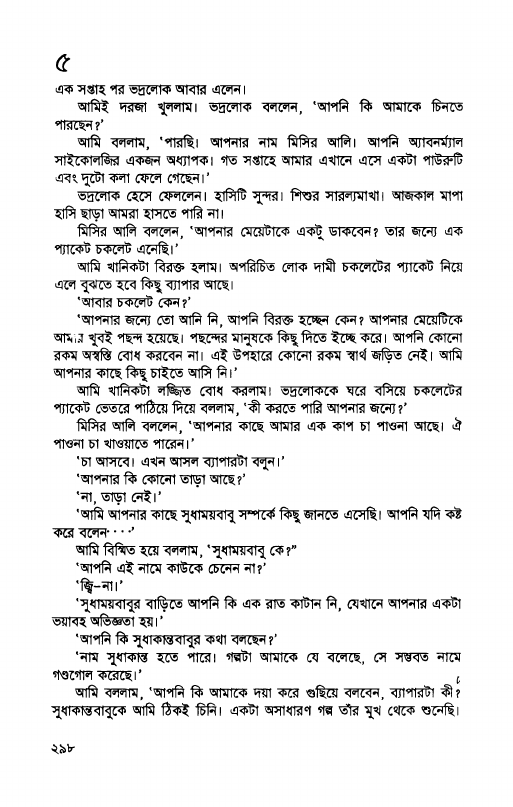 ৫
এক সপ্তাহ পর ভদ্রলোক আবার এলেন।
আমিই দরজা খুললাম। ভদ্রলোক বললেন, ‘আপনি কি আমাকে চিনতে
পারছেন?’
আমি বললাম, ‘পারছি। আপনার নাম মিসির আলি। আপনি অ্যাবনর্ম্যাল
সাইকোলজির একজন অধ্যাপক। গত সপ্তাহে আমার এখানে এসে একটা পাউরুটি
এবং দুটো কলা ফেলে গেছেন।’
ভদ্রলোক হেসে ফেললেন। হাসিটি সুন্দর। শিশুর সারল্যমাখা। আজকাল মাপা
হাসি ছাড়া আমরা হাসতে পারি না।
মিসির আলি বললেন, ‘আপনার মেয়েটাকে একটু ডাকবেন? তার জন্যে এক
প্যাকেট চকলেট এনেছি।’
আমি খানিকটা বিরক্ত হলাম। অপরিচিত লোক দামী চকলেটের প্যাকেট নিয়ে
এলে বুঝতে হবে কিছু ব্যাপার আছে।
‘আবার চকলেট কেন?’
‘আপনার জন্যে তো আনি নি, আপনি বিরক্ত হচ্ছেন কেন? আপনার মেয়েটিকে
আমার খুবই পছন্দ হয়েছে। পছন্দের মানুষকে কিছু দিতে ইচ্ছে করে। আপনি কোনো
রকম অস্বস্তি বোধ করবেন না। এই উপহারে কোনো রকম স্বার্থ জড়িত নেই। আমি
আপনার কাছে কিছু চাইতে আসি নি।’
আমি খানিকটা লজ্জিত বোধ করলাম। ভদ্রলোককে ঘরে বসিয়ে চকলেটের
প্যাকেট ভেতরে পাঠিয়ে দিয়ে বললাম, ‘কী করতে পারি আপনার জন্যে?’
মিসির আলি বললেন, ‘আপনার কাছে আমার এক কাপ চা পাওনা আছে। ঐ
পাওনা চা খাওয়াতে পারেন।’
‘চা আসবে। এখন আসল ব্যাপারটা বলুন।’
‘আপনার কি কোনো তাড়া আছে?’
‘না, তাড়া নেই।’
‘আমি আপনার কাছে সুধাময়বাবু সম্পর্কে কিছু জানতে এসেছি। আপনি যদি কষ্ট
করে বলেন....’
আমি বিস্মিত হয়ে বললাম, ‘সুধাময়বাবু কে?”
‘আপনি এই নামে কাউকে চেনেন না?’
‘জ্বি-না।’
‘সুধাময়বাবুর বাড়িতে আপনি কি এক রাত কাটান নি, যেখানে আপনার একটা
ভয়াবহ অভিজ্ঞতা হয়।’
‘আপনি কি সুধাকান্তবাবুর কথা বলছেন?’
‘নাম সুধাকান্ত হতে পারে। গল্পটা আমাকে যে বলেছে, সে সম্ভবত নামে
গণ্ডগোল করেছে।’
আমি বললাম, ‘আপনি কি আমাকে দয়া করে গুছিয়ে বলবেন, ব্যাপারটা কী?
সুধাকান্তবাবুকে আমি ঠিকই চিনি। একটা অসাধারণ গল্প তাঁর মুখ থেকে শুনেছি।
২৯৮